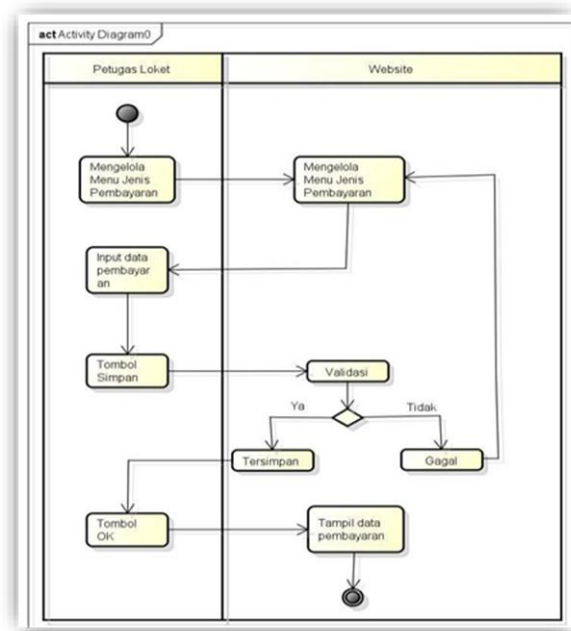 act Activity Diagram0
Petugas Loket
Website
Mengelola
Menu Jenis
Pembayaran
Mengelola
Menu Jenis
Pembayaran
Input data
pembayar
an
Tombol
Simpan
Validasi
Ya
Tidak
Tersimpan
Gagal
Tombol
OK
Tampil data
pembayaran